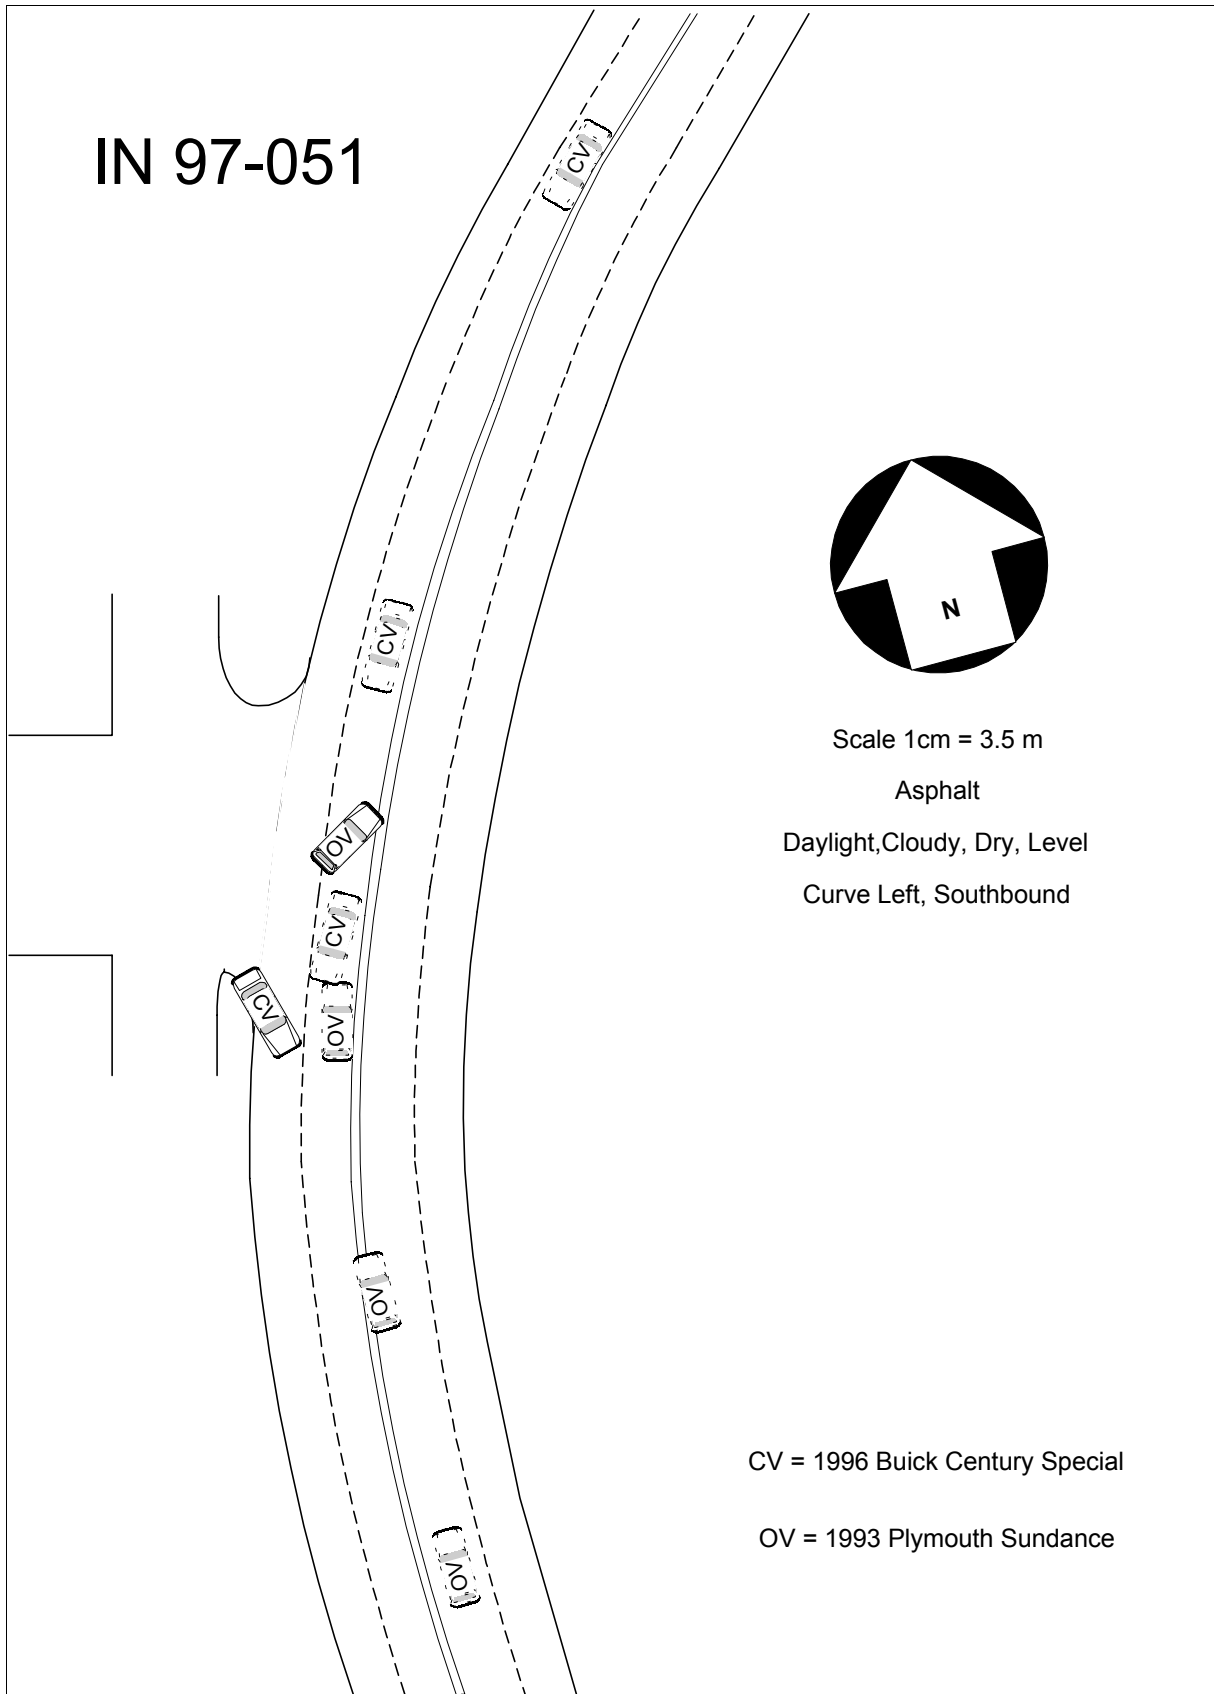 IN 97-051
CV
CV
OV
CV
CV
OV
OV
OV
N
Scale 1cm = 3.5 m
Asphalt
Daylight,Cloudy, Dry, Level
Curve Left, Southbound
CV = 1996 Buick Century Special
OV = 1993 Plymouth Sundance